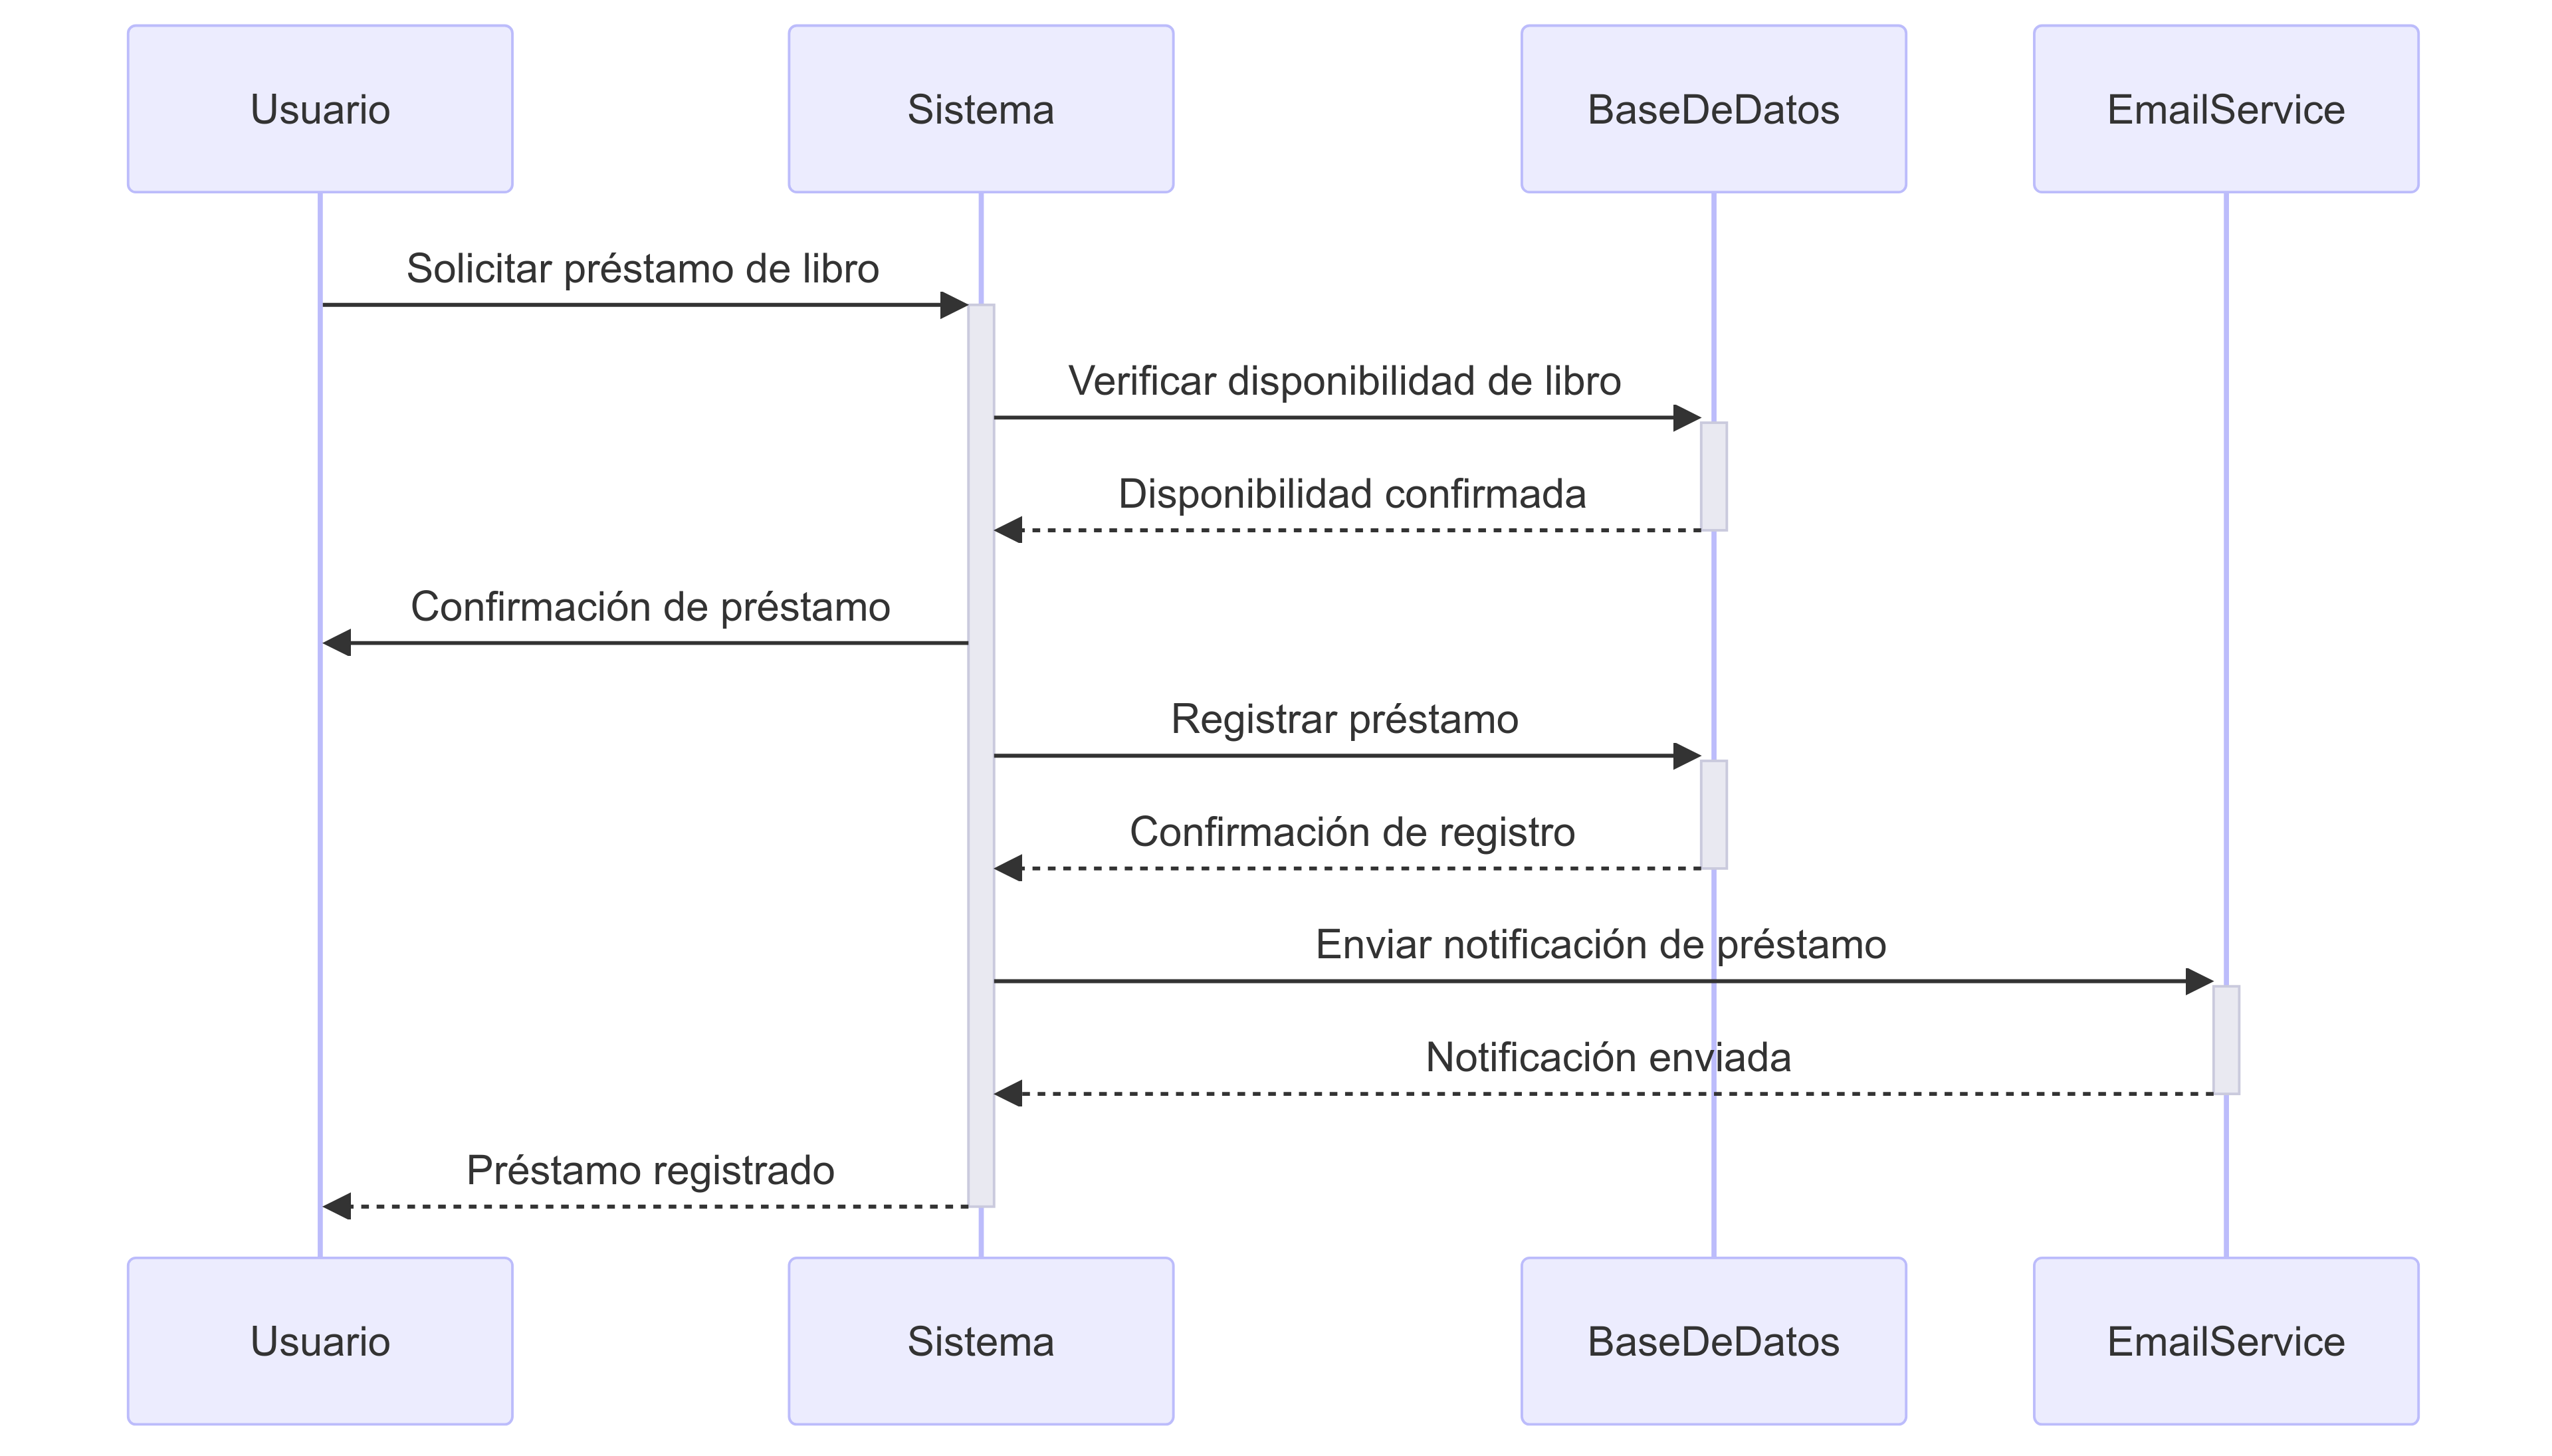 Usuario
Sistema
BaseDeDatos
EmailService
Solicitar préstamo de libro
Verificar disponibilidad de libro
Disponibilidad confirmada
Confirmación de préstamo
Registrar préstamo
Confirmación de registro
Enviar notificación de préstamo
Notificación enviada
Préstamo registrado
Usuario
Sistema
BaseDeDatos
EmailService